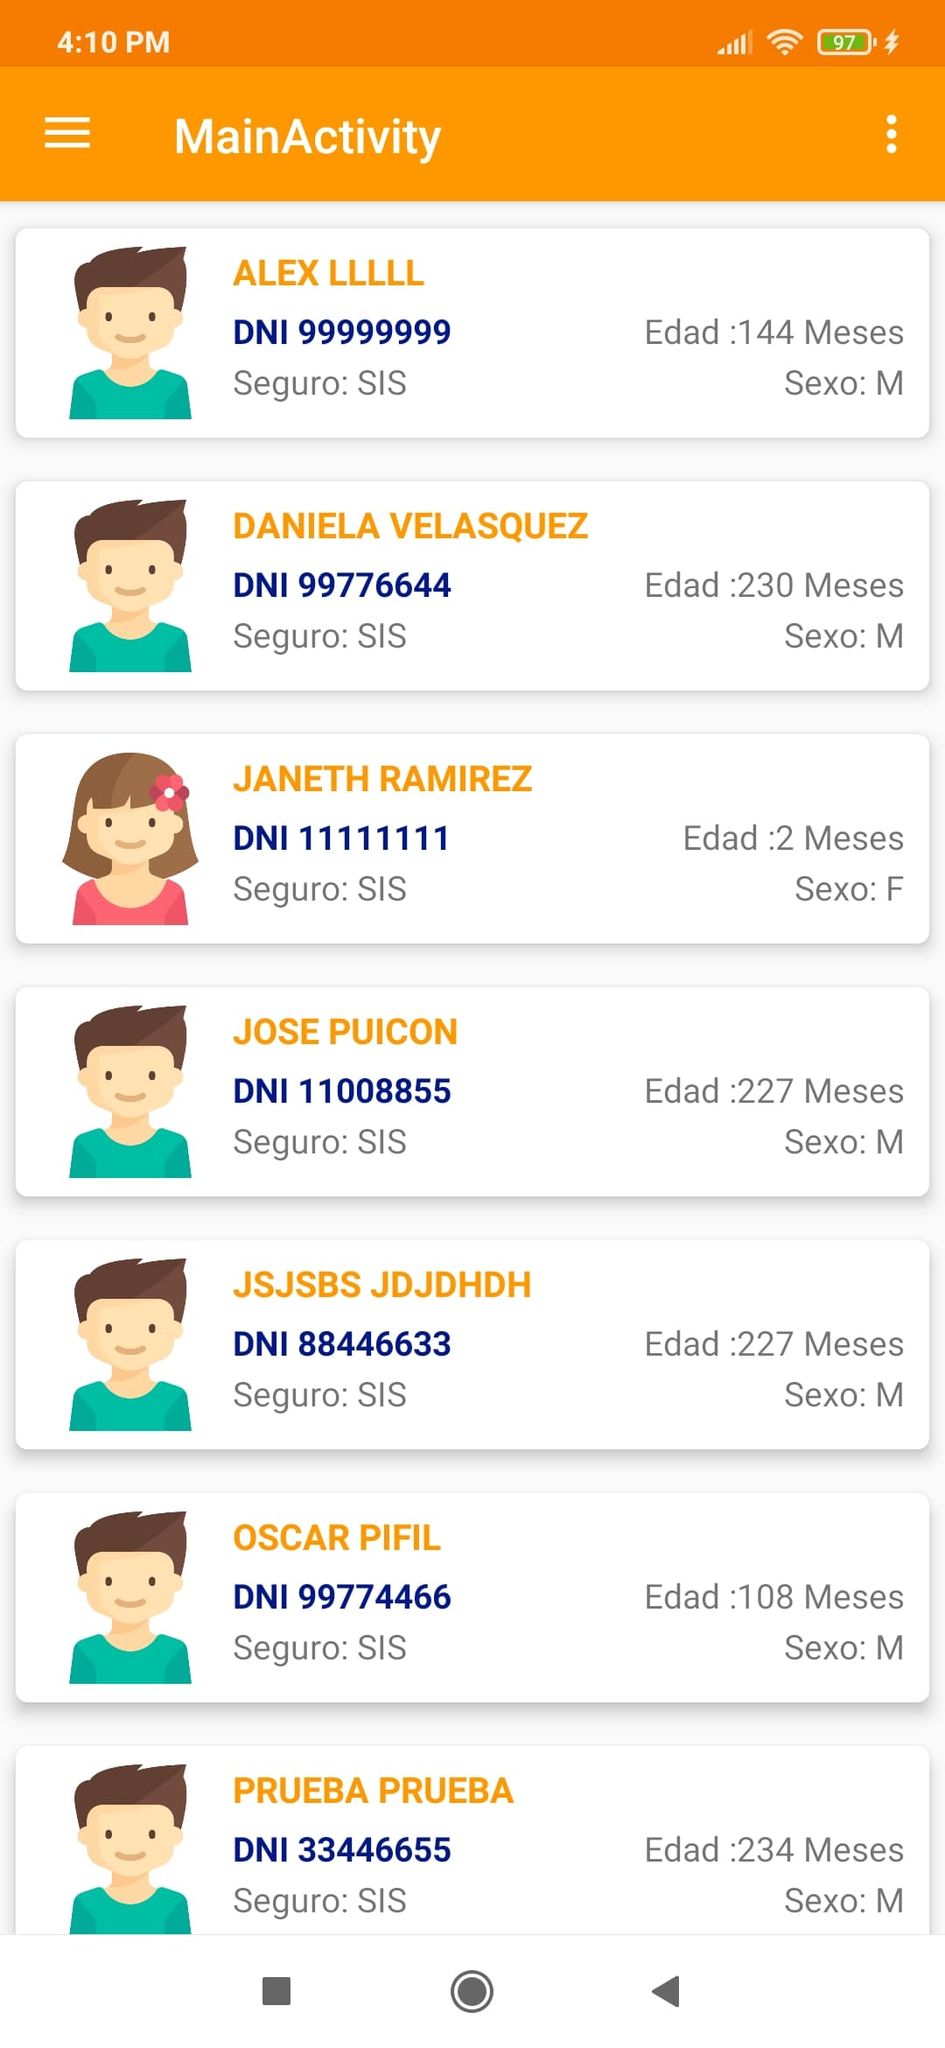 4:10 PM
97
MainActivity
ALEX LLLLL
DNI 99999999 Edad :144 Meses
Seguro: SIS Sexo: M
DANIELA VELASQUEZ
DNI 99776644 Edad :230 Meses
Seguro: SIS Sexo: M
JANETH RAMIREZ
DNI 11111111 Edad :2 Meses
Seguro: SIS Sexo: F
JOSE PUICON
DNI 11008855 Edad :227 Meses
Seguro: SIS Sexo: M
JSJSBS JDJDHDH
DNI 88446633 Edad :227 Meses
Seguro: SIS Sexo: M
OSCAR PIFIL
DNI 99774466 Edad :108 Meses
Seguro: SIS Sexo: M
PRUEBA PRUEBA
DNI 33446655 Edad :234 Meses
Seguro: SIS Sexo: M